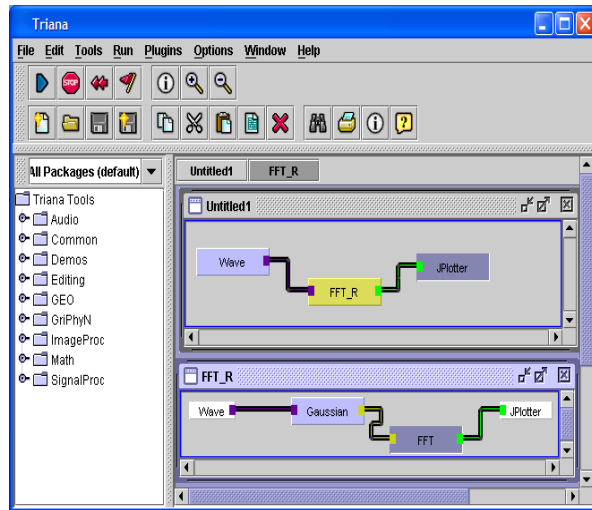 Triana
File Edit Tools Run Plugins Options Window Help
STOP
All Packages (default)
Untitled1 FFT_R
Triana Tools
Audio
Common
Demos
Editing
GEO
GriPhyN
ImageProc
Math
SignalProc
Untitled1
Wave
FFT_R
JPlotter
FFT_R
Wave
Gaussian
JPlotter
FFT